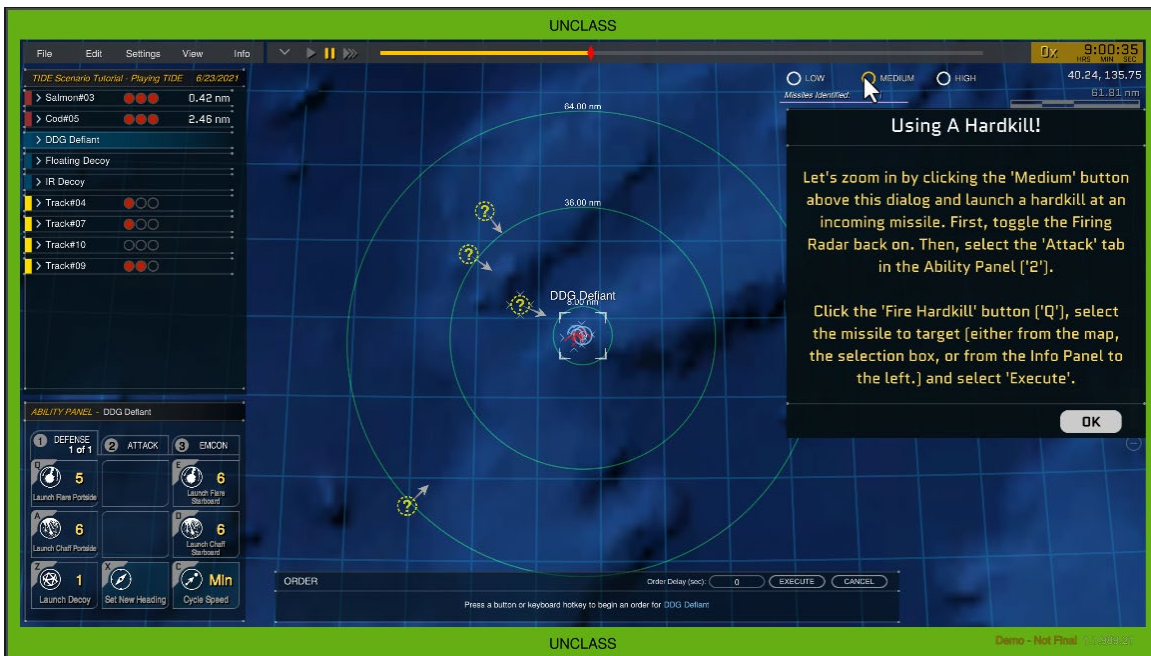 UNCLASS
File Edit Settings View Info
0x 9:00:35
HRS MIN SEC
TIDE Scenario Tutorial - Playing TIDE 6/23/2021
Salmon#03 0.42 nm
Cod#05 2.46 nm
DDG Defiant
Floating Decoy
IR Decoy
Track#04
Track#07
Track#10
Track#09
LOW MEDIUM HIGH
Missiles Identified:
40.24, 135.75
61.81 nm
64.00 nm
36.00 nm
DDG Defiant
8.00 nm
?
?
?
?
Using A Hardkill!
Let's zoom in by clicking the 'Medium' button
above this dialog and launch a hardkill at an
incoming missile. First, toggle the Firing
Radar back on. Then, select the 'Attack' tab
in the Ability Panel ('2').
Click the 'Fire Hardkill' button ('Q'), select
the missile to target (either from the map,
the selection box, or from the Info Panel to
the left.) and select 'Execute'.
OK
ABILITY PANEL - DDG Defiant
1 DEFENSE
1 of 1
2 ATTACK
3 EMCON
Q 5
Launch Flare Portside
E 6
Launch Flare
Starboard
A 6
Launch Chaff Portside
D 6
Launch Chaff
Starboard
Z 1
Launch Decoy
X
Set New Heading
C Min
Cycle Speed
ORDER
Order Delay (sec): 0 EXECUTE CANCEL
Press a button or keyboard hotkey to begin an order for DDG Defiant
UNCLASS
Demo - Not Final